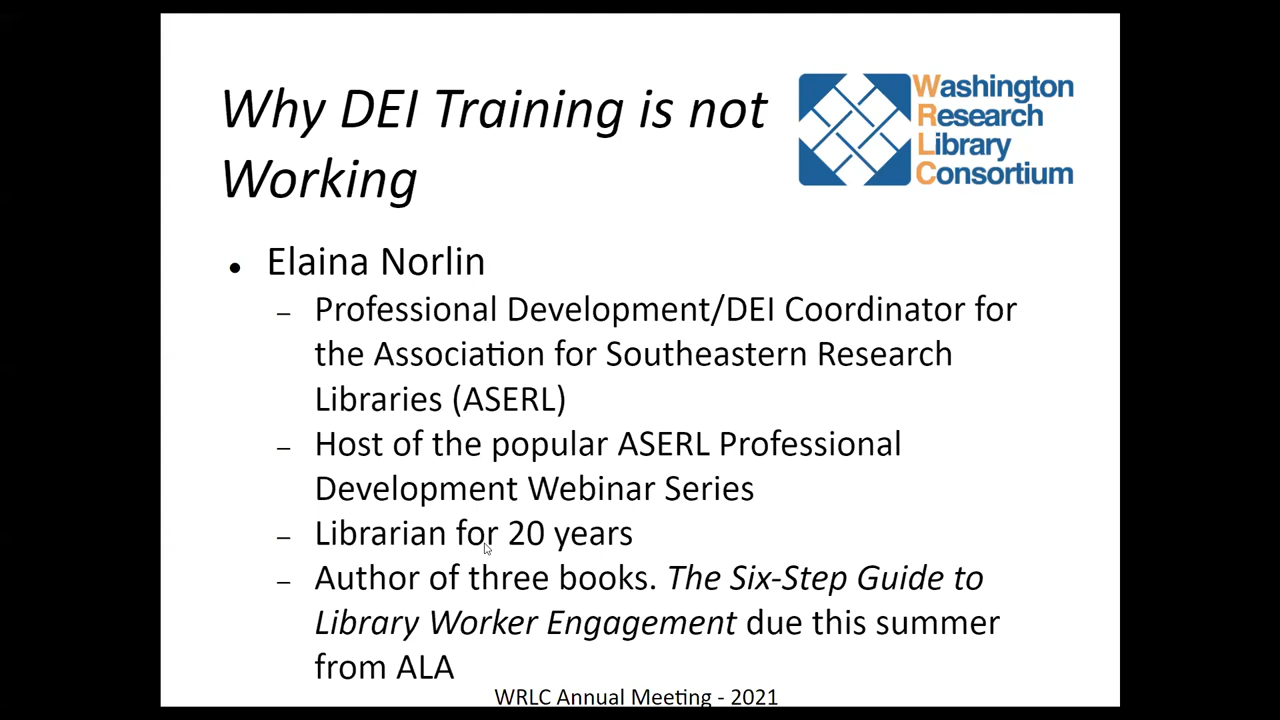 Why DEI Training is not
Working
Washington
Research
Library
Consortium
• Elaina Norlin
– Professional Development/DEI Coordinator for
the Association for Southeastern Research
Libraries (ASERL)
– Host of the popular ASERL Professional
Development Webinar Series
– Librarian for 20 years
– Author of three books. The Six-Step Guide to
Library Worker Engagement due this summer
from ALA
WRLC Annual Meeting - 2021